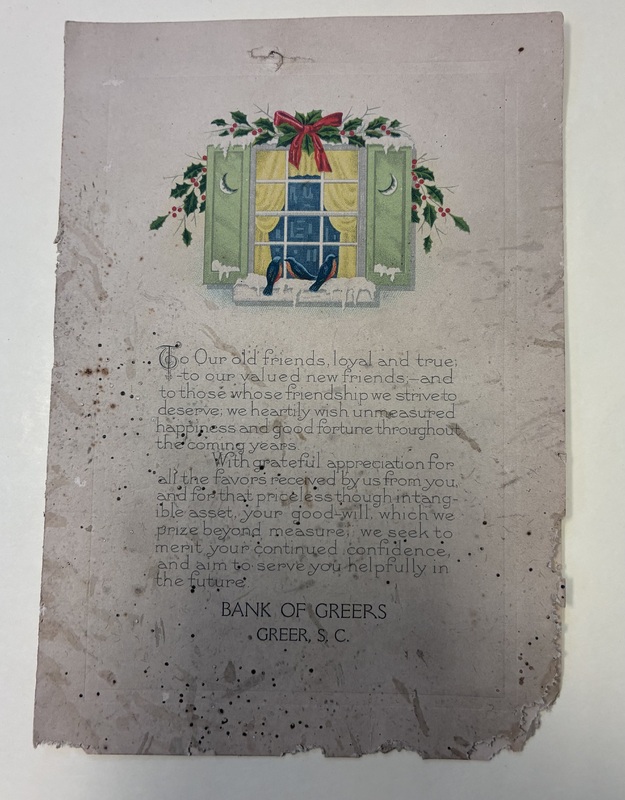 To Our old friends, loyal and true;
-to our valued new friends;-and
to those whose friendship we strive to
deserve; we heartily wish unmeasured
happiness and good fortune throughout
the coming years.
With grateful appreciation for
all the favors received by us from you,
and for that priceless though intang-
ible asset, your good-will, which we
prize beyond measure; we seek to
merit your continued confidence,
and aim to serve you helpfully in
the future.
BANK OF GREERS
GREER, S. C.